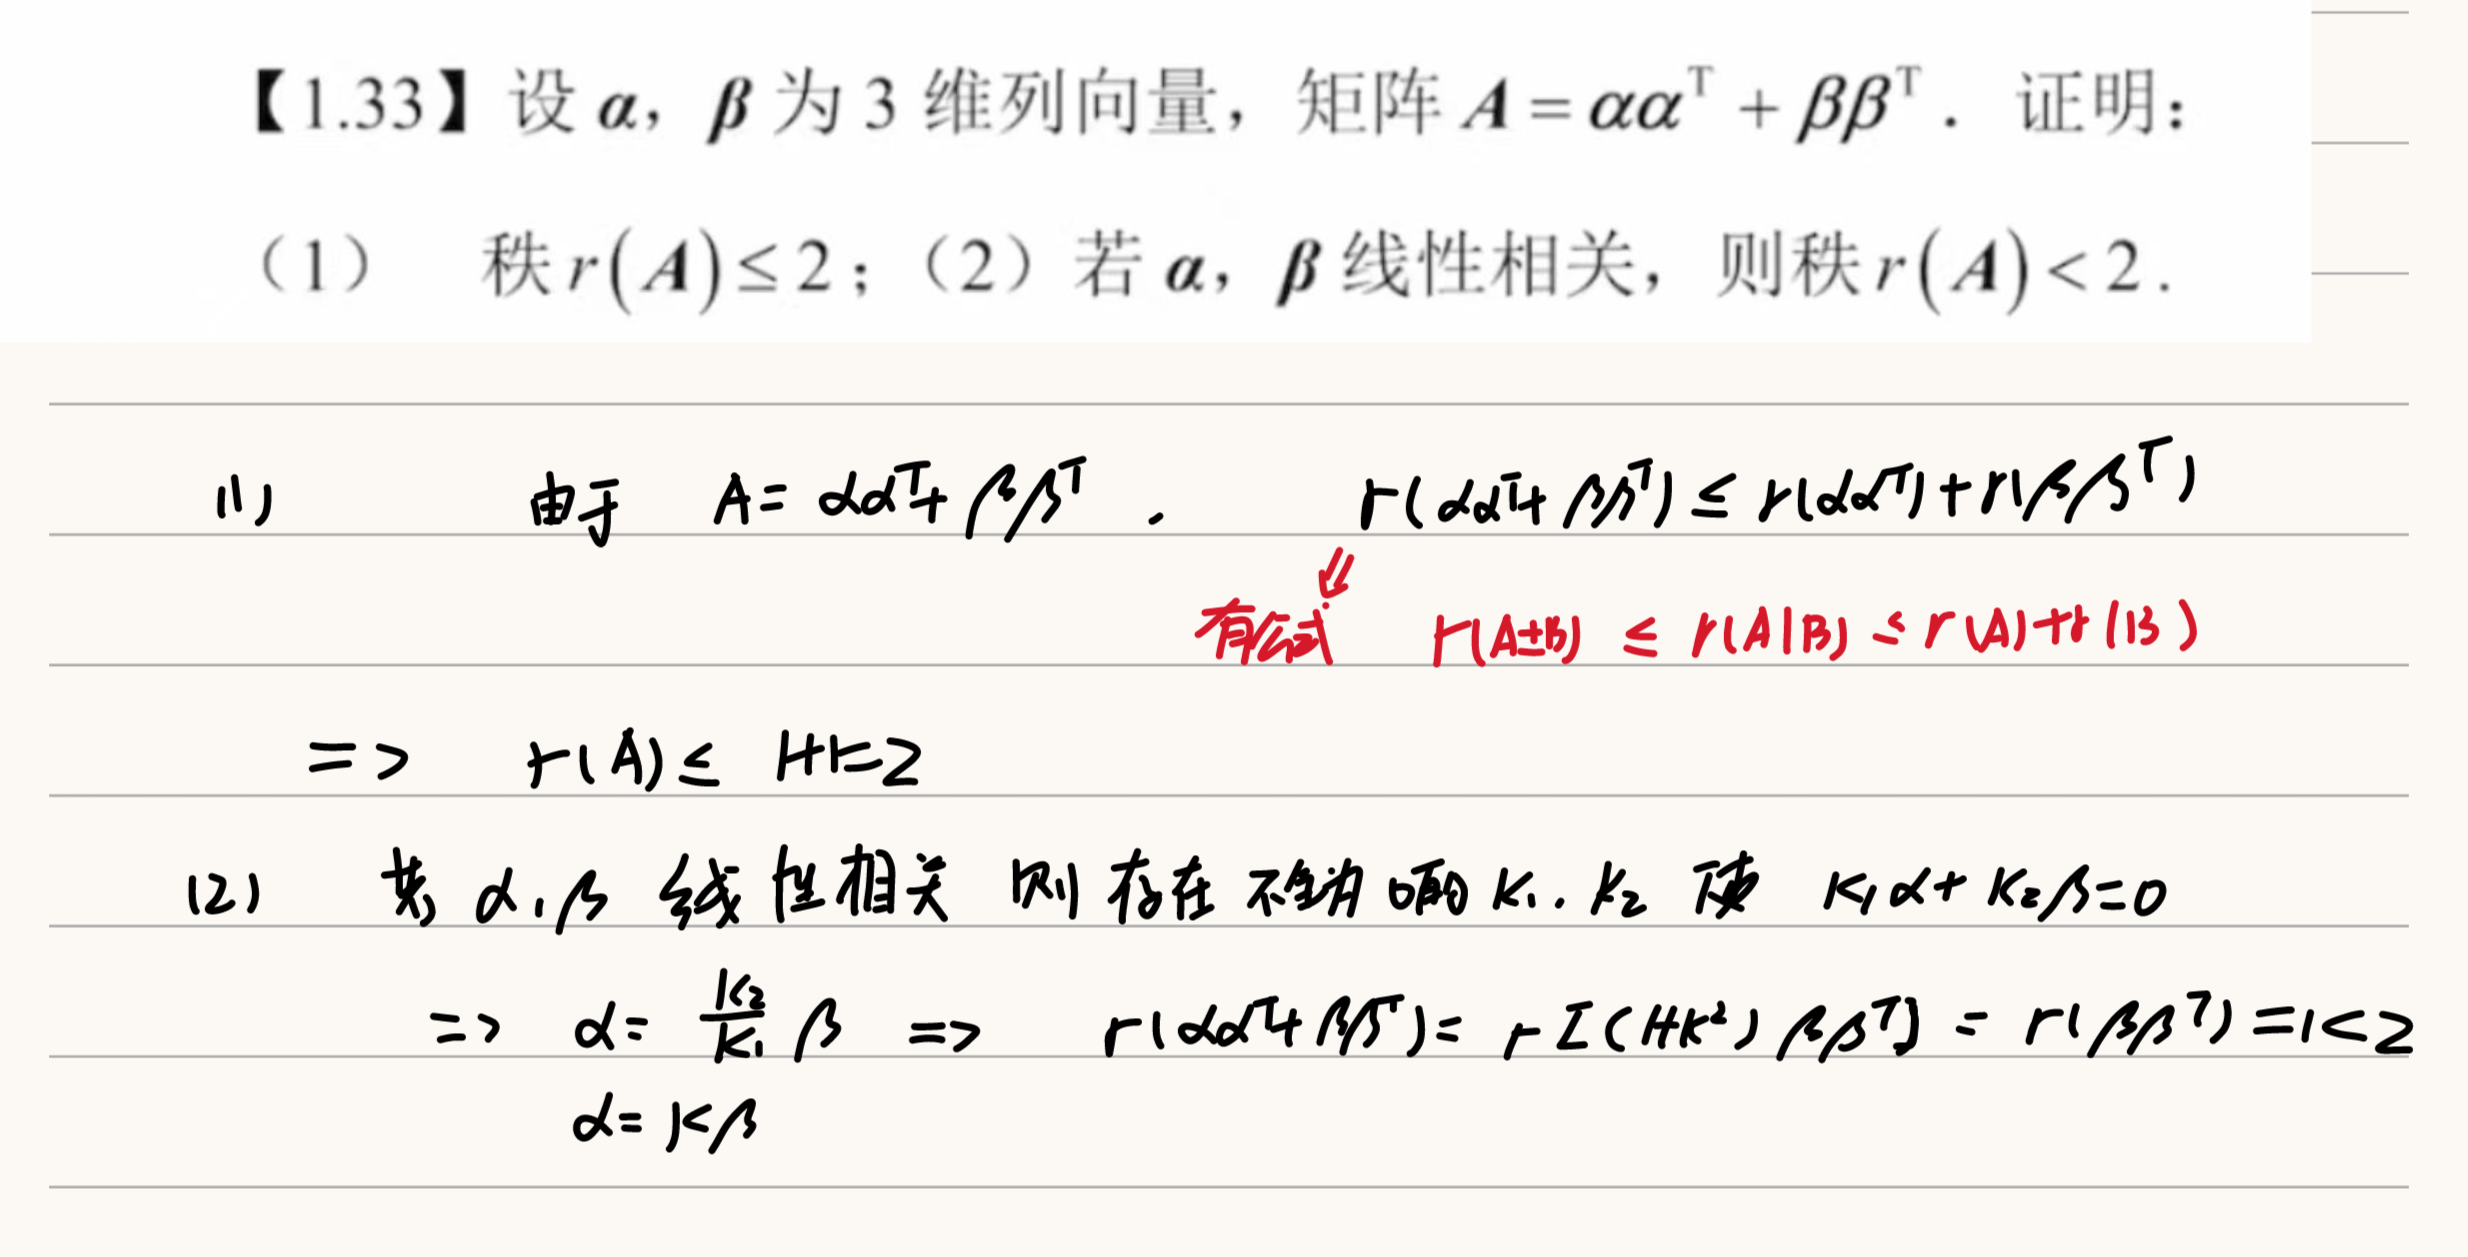 【1.33】设 α，β 为 3 维列向量，矩阵 A = αα^T + ββ^T . 证明：
（1） 秩 r(A) ≤ 2；（2）若 α，β 线性相关，则秩 r(A) < 2 .
(1) 由于 A = αα^T + ββ^T . r(αα^T + ββ^T) ≤ r(αα^T) + r(ββ^T)
有公式 r(A±B) ≤ r(A|B) ≤ r(A)+r(B)
=> r(A) ≤ 1+1=2
(2) 若 α,β 线性相关 则存在不全为0的 k₁. k₂ 使 k₁α + k₂β = 0
=> α = k₂/k₁ β => r(αα^T + ββ^T) = r[(1+k²)ββ^T] = r(ββ^T) = 1 < 2
α = kβ